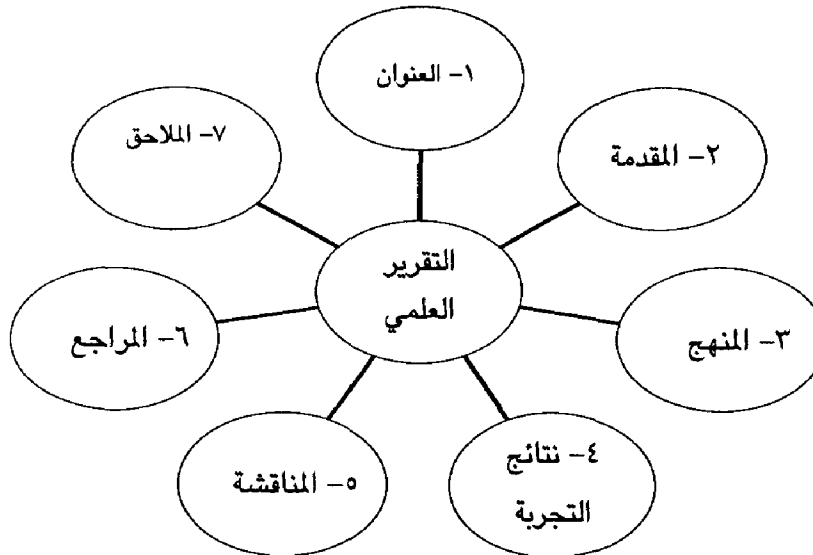 التقرير
العلمي
١- العنوان
٢- المقدمة
٣- المنهج
٤- نتائج
التجربة
٥- المناقشة
٦- المراجع
٧- الملاحق